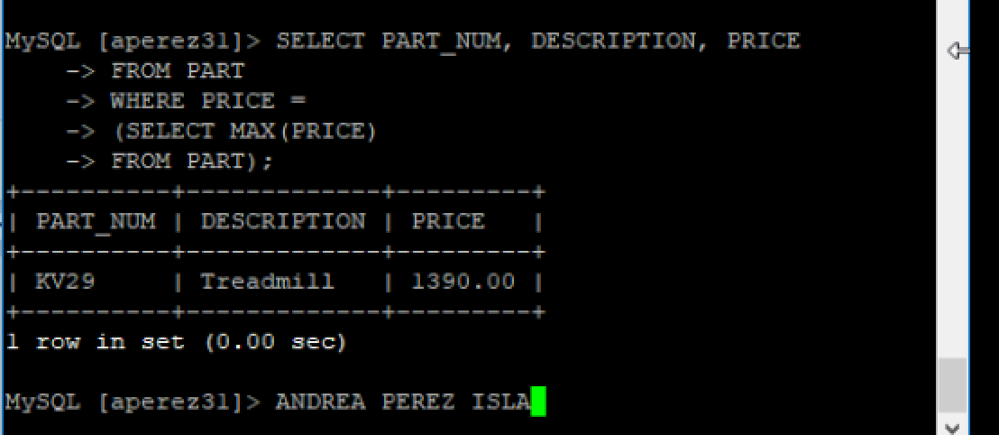 MySQL [aperez31]> SELECT PART_NUM, DESCRIPTION, PRICE
    -> FROM PART
    -> WHERE PRICE =
    -> (SELECT MAX(PRICE)
    -> FROM PART);
+----------+-------------+---------+
| PART_NUM | DESCRIPTION | PRICE   |
+----------+-------------+---------+
| KV29     | Treadmill   | 1390.00 |
+----------+-------------+---------+
1 row in set (0.00 sec)
MySQL [aperez31]> ANDREA PEREZ ISLA